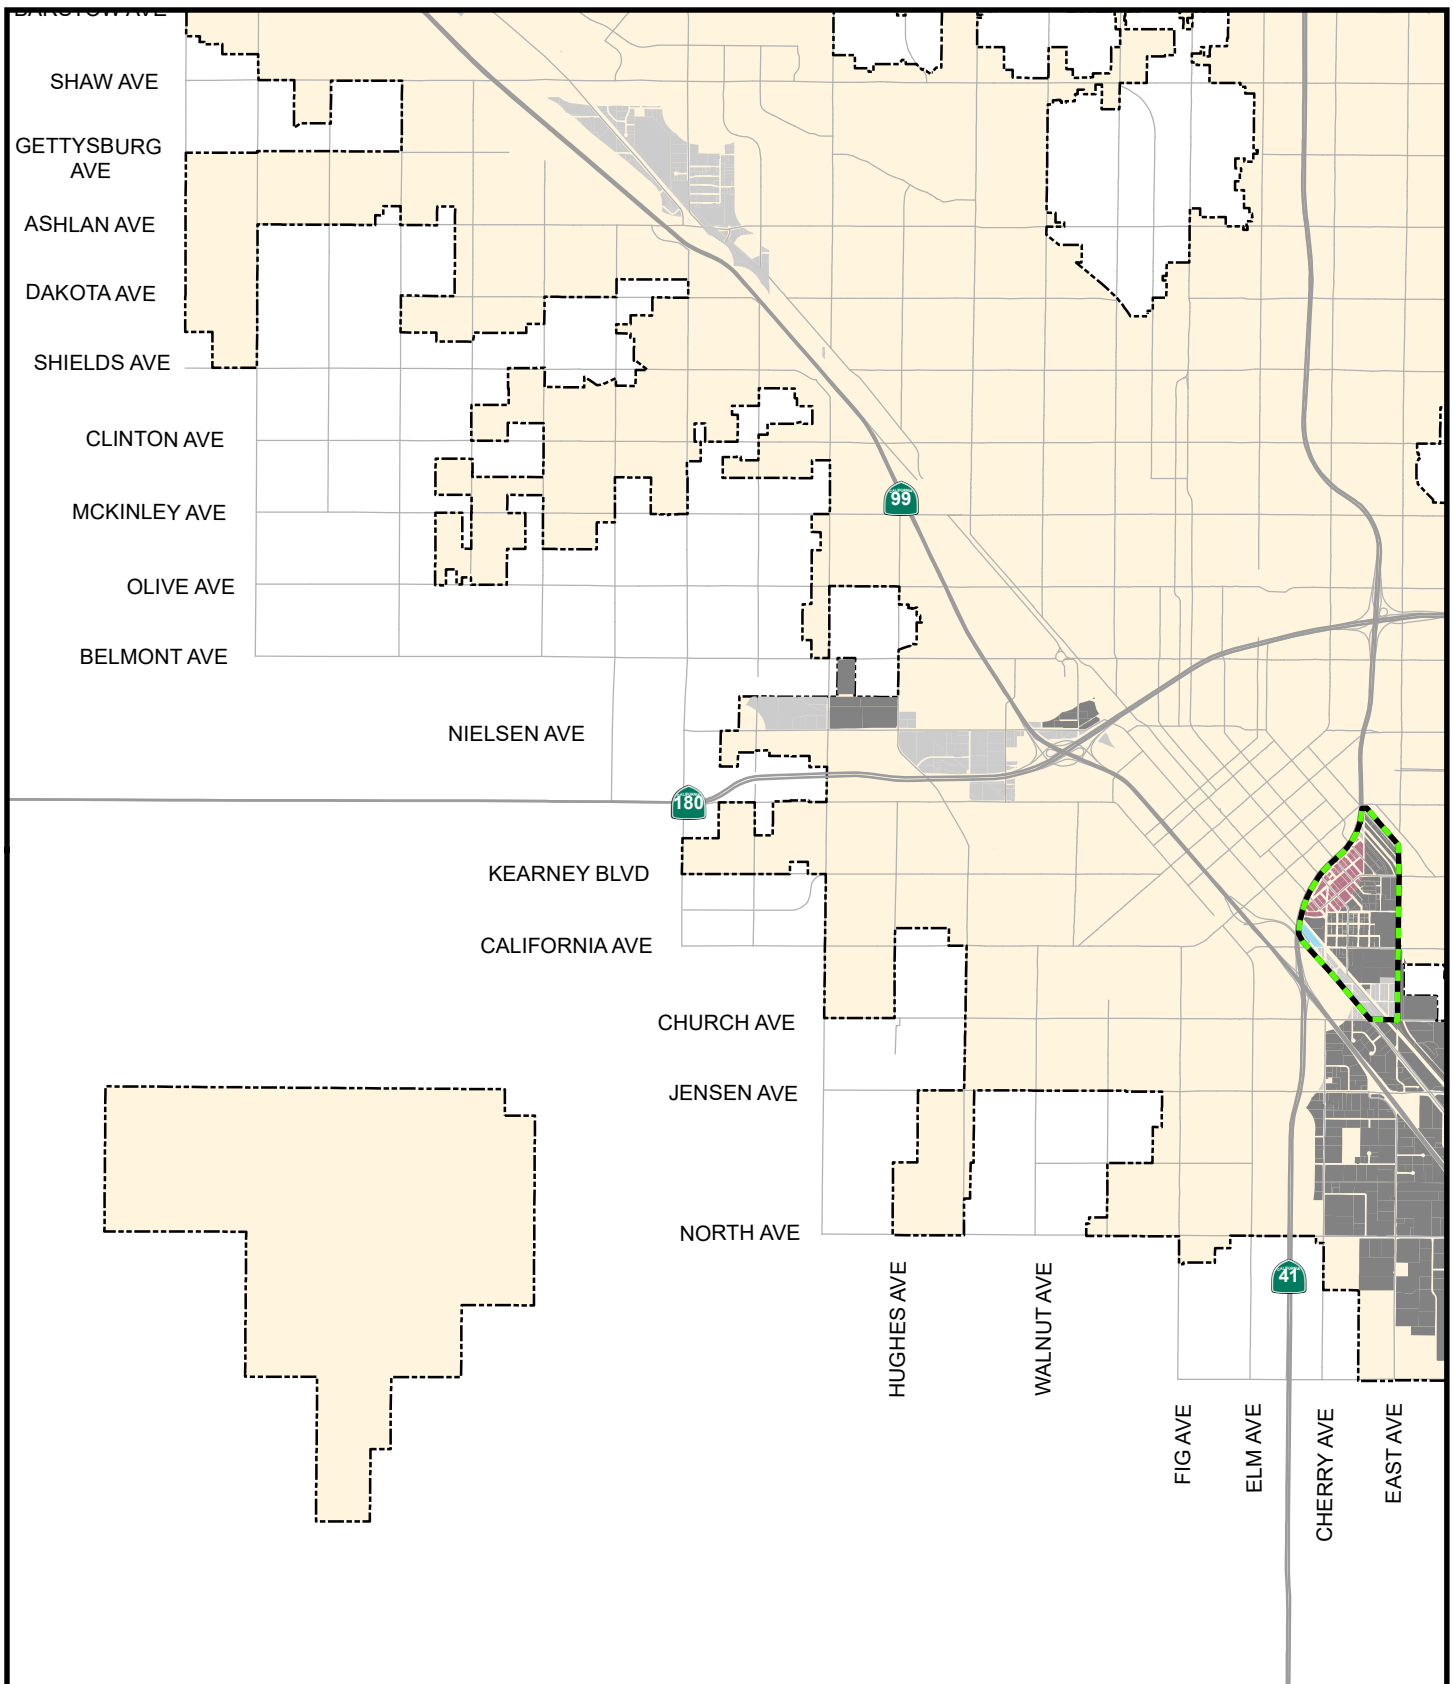 BARSTOW AVE
SHAW AVE
GETTYSBURG
AVE
ASHLAN AVE
DAKOTA AVE
SHIELDS AVE
CLINTON AVE
MCKINLEY AVE
99
OLIVE AVE
BELMONT AVE
NIELSEN AVE
180
KEARNEY BLVD
CALIFORNIA AVE
CHURCH AVE
JENSEN AVE
NORTH AVE
41
HUGHES AVE
WALNUT AVE
FIG AVE
ELM AVE
CHERRY AVE
EAST AVE